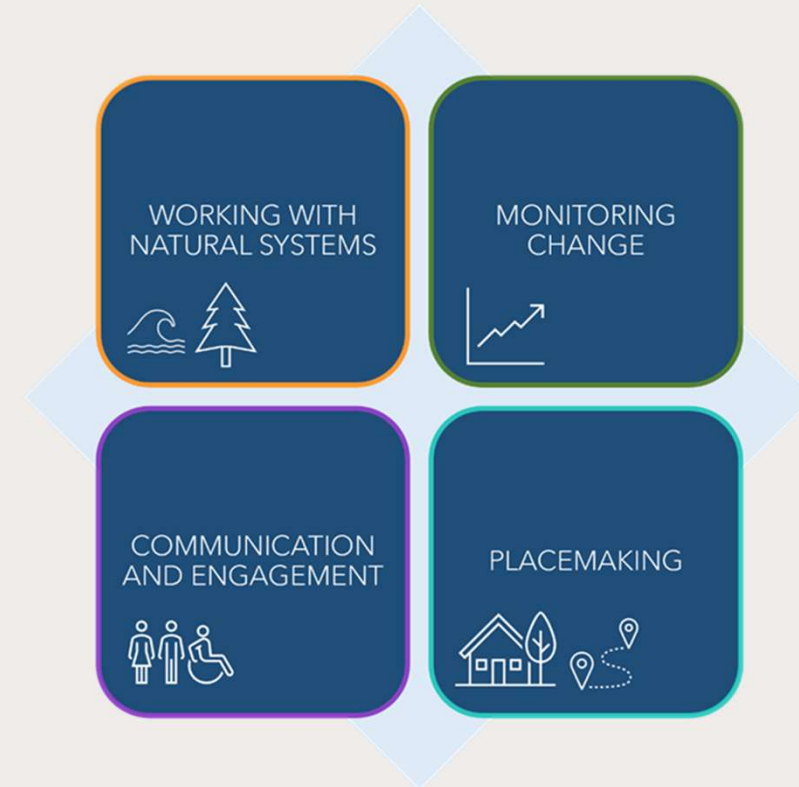 WORKING WITH
NATURAL SYSTEMS
MONITORING
CHANGE
COMMUNICATION
AND ENGAGEMENT
PLACEMAKING